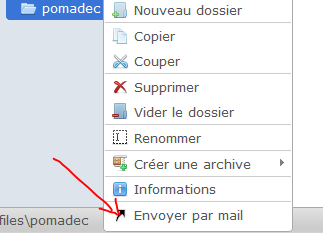 pomadec
Nouveau dossier
Copier
Couper
Supprimer
Vider le dossier
Renommer
Créer une archive
Informations
Envoyer par mail
files\pomadec